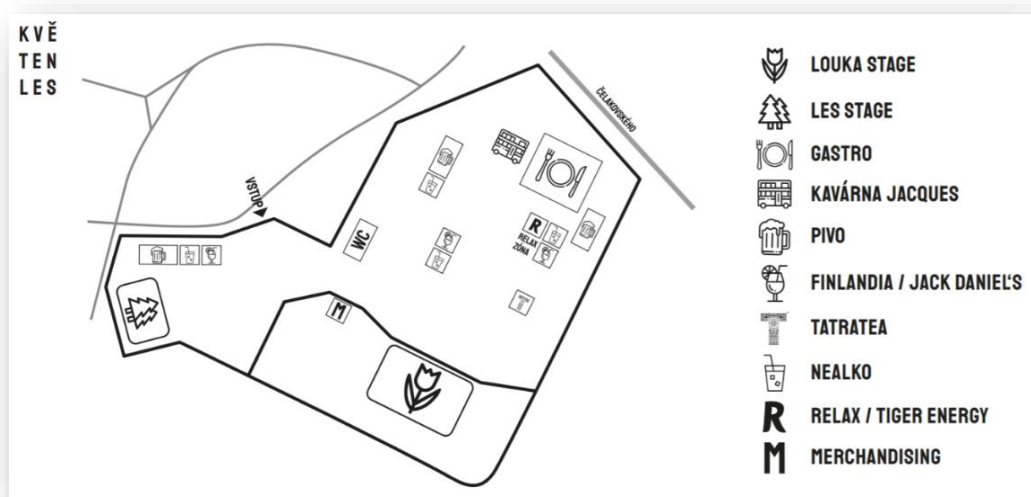 KVĚ
TEN
LES
ČELAKOVSKÉHO
VSTUP
WC
R
RELAX
ZÓNA
T
M
LOUKA STAGE
LES STAGE
GASTRO
KAVÁRNA JACQUES
PIVO
FINLANDIA / JACK DANIEL'S
T TATRATEA
NEALKO
R RELAX / TIGER ENERGY
M MERCHANDISING